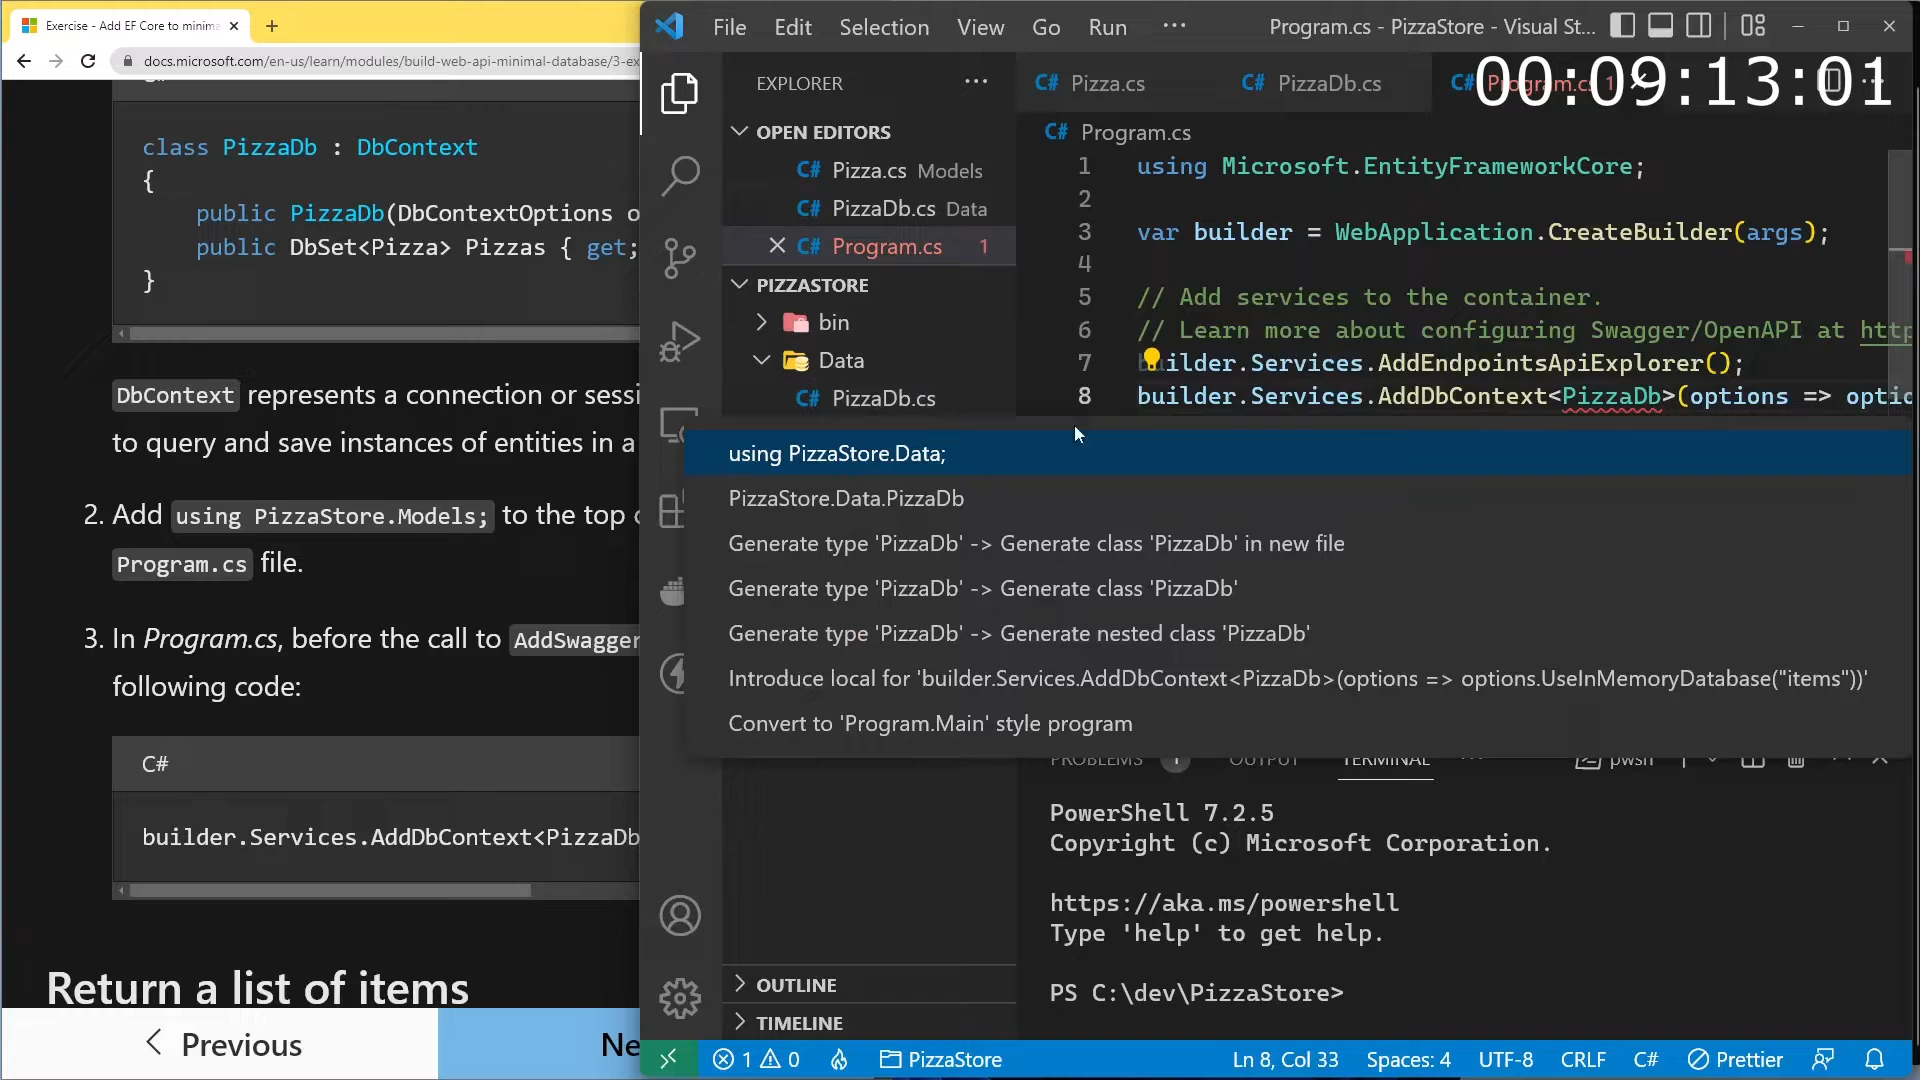 Exercise - Add EF Core to minima
docs.microsoft.com/en-us/learn/modules/build-web-api-minimal-database/3-ex
class PizzaDb : DbContext
{
public PizzaDb(DbContextOptions o
public DbSet<Pizza> Pizzas { get;
}
DbContext represents a connection or sessi
to query and save instances of entities in a
2. Add using PizzaStore.Models; to the top o
Program.cs file.
3. In Program.cs, before the call to AddSwagger
following code:
C#
builder.Services.AddDbContext<PizzaDb
Return a list of items
Previous
Ne
File Edit Selection View Go Run ···
Program.cs - PizzaStore - Visual St...
00:09:13:01
EXPLORER
OPEN EDITORS
C# Pizza.cs Models
C# PizzaDb.cs Data
C# Program.cs 1
PIZZASTORE
bin
Data
C# PizzaDb.cs
OUTLINE
TIMELINE
C# Pizza.cs
C# PizzaDb.cs
C# Program.cs 1
C# Program.cs
1 using Microsoft.EntityFrameworkCore;
2
3 var builder = WebApplication.CreateBuilder(args);
4
5 // Add services to the container.
6 // Learn more about configuring Swagger/OpenAPI at http
7 builder.Services.AddEndpointsApiExplorer();
8 builder.Services.AddDbContext<PizzaDb>(options => optio
using PizzaStore.Data;
PizzaStore.Data.PizzaDb
Generate type 'PizzaDb' -> Generate class 'PizzaDb' in new file
Generate type 'PizzaDb' -> Generate class 'PizzaDb'
Generate type 'PizzaDb' -> Generate nested class 'PizzaDb'
Introduce local for 'builder.Services.AddDbContext<PizzaDb>(options => options.UseInMemoryDatabase("items"))'
Convert to 'Program.Main' style program
PROBLEMS 1 OUTPUT TERMINAL pwsh
PowerShell 7.2.5
Copyright (c) Microsoft Corporation.
https://aka.ms/powershell
Type 'help' to get help.
PS C:\dev\PizzaStore>
1 0 PizzaStore
Ln 8, Col 33 Spaces: 4 UTF-8 CRLF C# Prettier